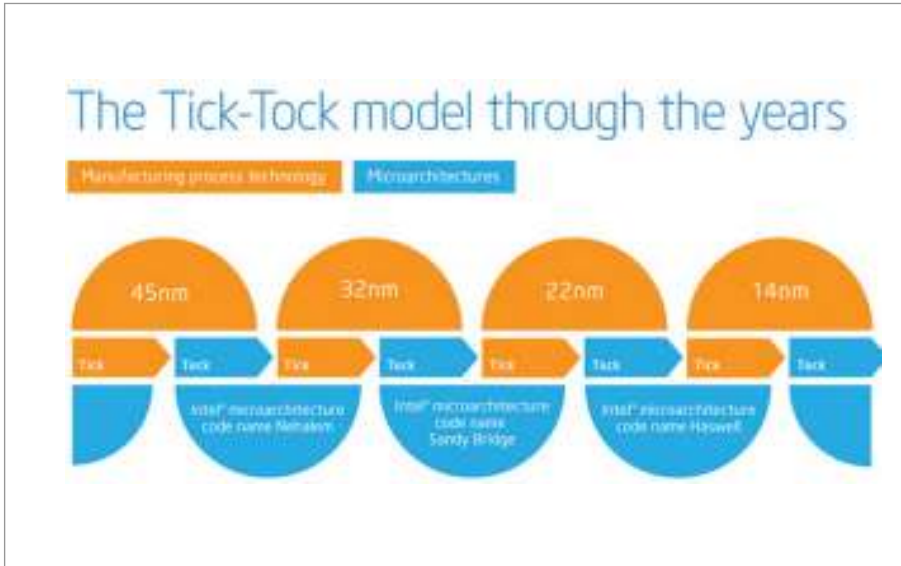 The Tick-Tock model through the years
Manufacturing process technology
Microarchitectures
45nm
32nm
22nm
14nm
Tick
Tock
Tick
Tock
Tick
Tock
Tick
Tock
Intel® microarchitecture
code name Nehalem
Intel® microarchitecture
code name
Sandy Bridge
Intel® microarchitecture
code name Haswell